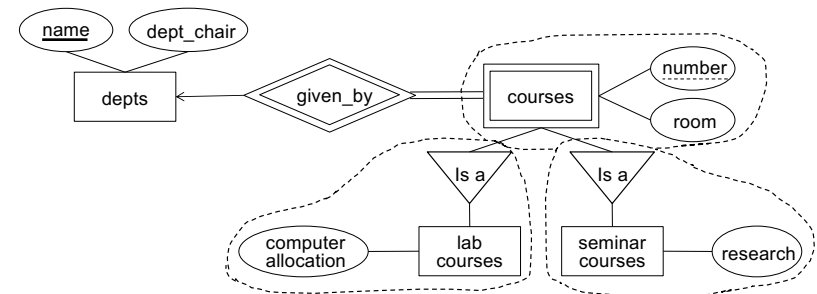 name
dept_chair
depts
given_by
courses
number
room
Is a
Is a
computer
allocation
lab
courses
seminar
courses
research